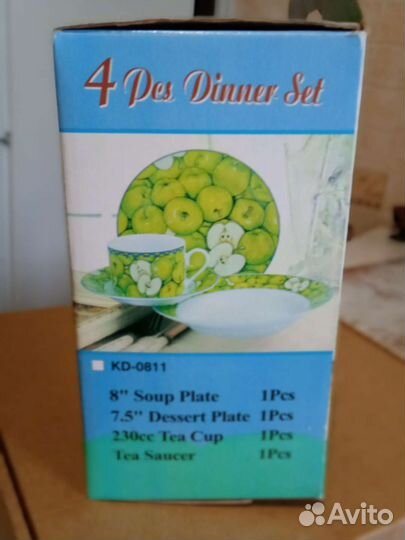 4 Pcs Dinner Set
KD-0811
8" Soup Plate 1Pcs
7.5" Dessert Plate 1Pcs
230cc Tea Cup 1Pcs
Tea Saucer 1Pcs
Avito